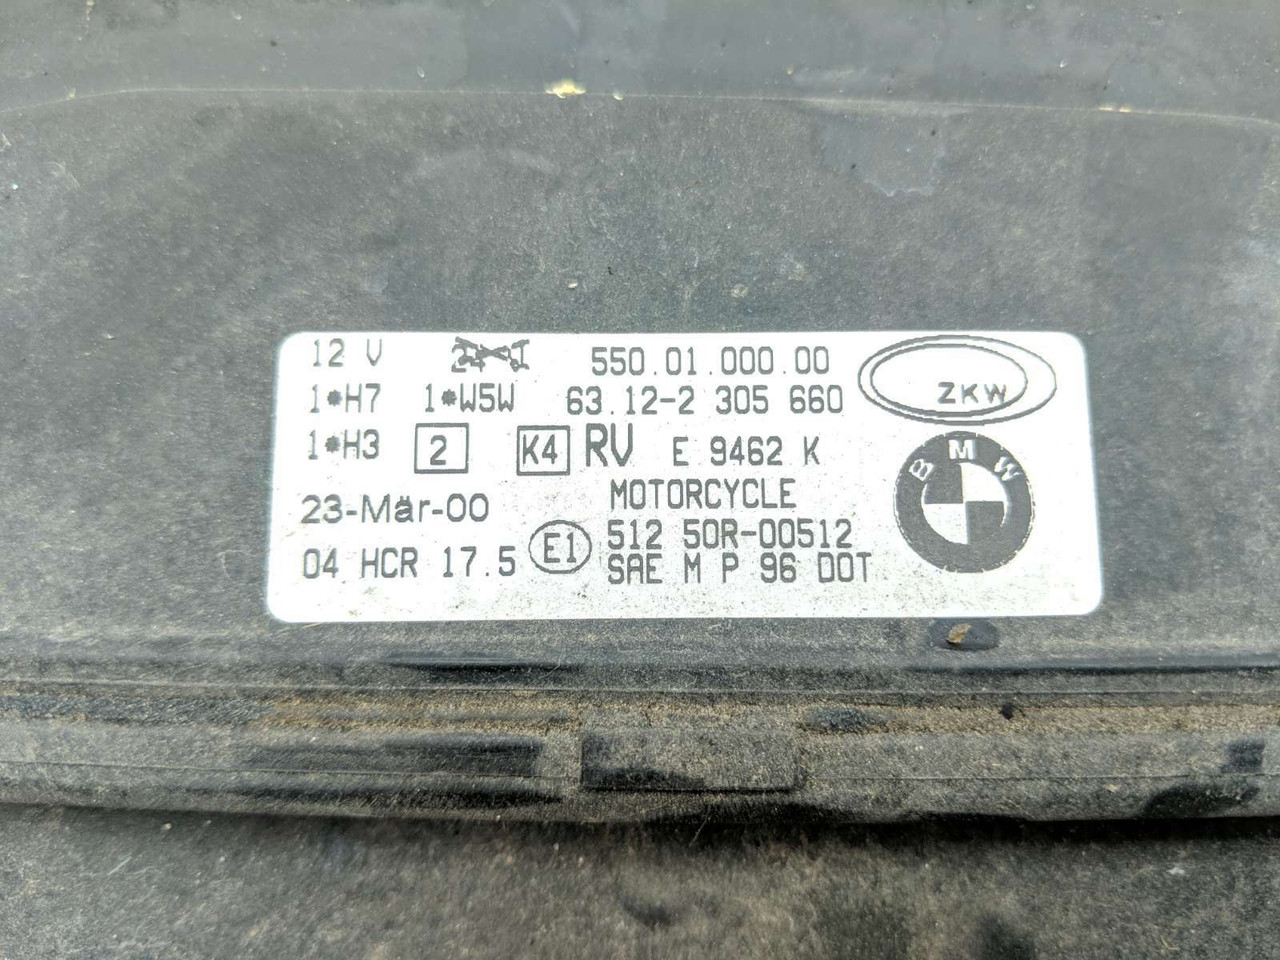 12 V 550.01.000.00
ZKW
1*H7 1*W5W 63.12-2 305 660
1*H3 2 K4 RV E 9462 K
BMW
23-Mär-00 MOTORCYCLE
E1 512 50R-00512
04 HCR 17.5 SAE M P 96 DOT